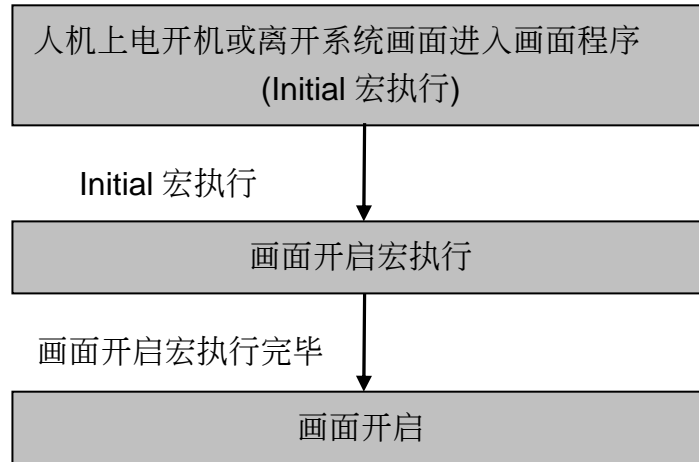 人机上电开机或离开系统画面进入画面程序
(Initial 宏执行)
Initial 宏执行
画面开启宏执行
画面开启宏执行完毕
画面开启